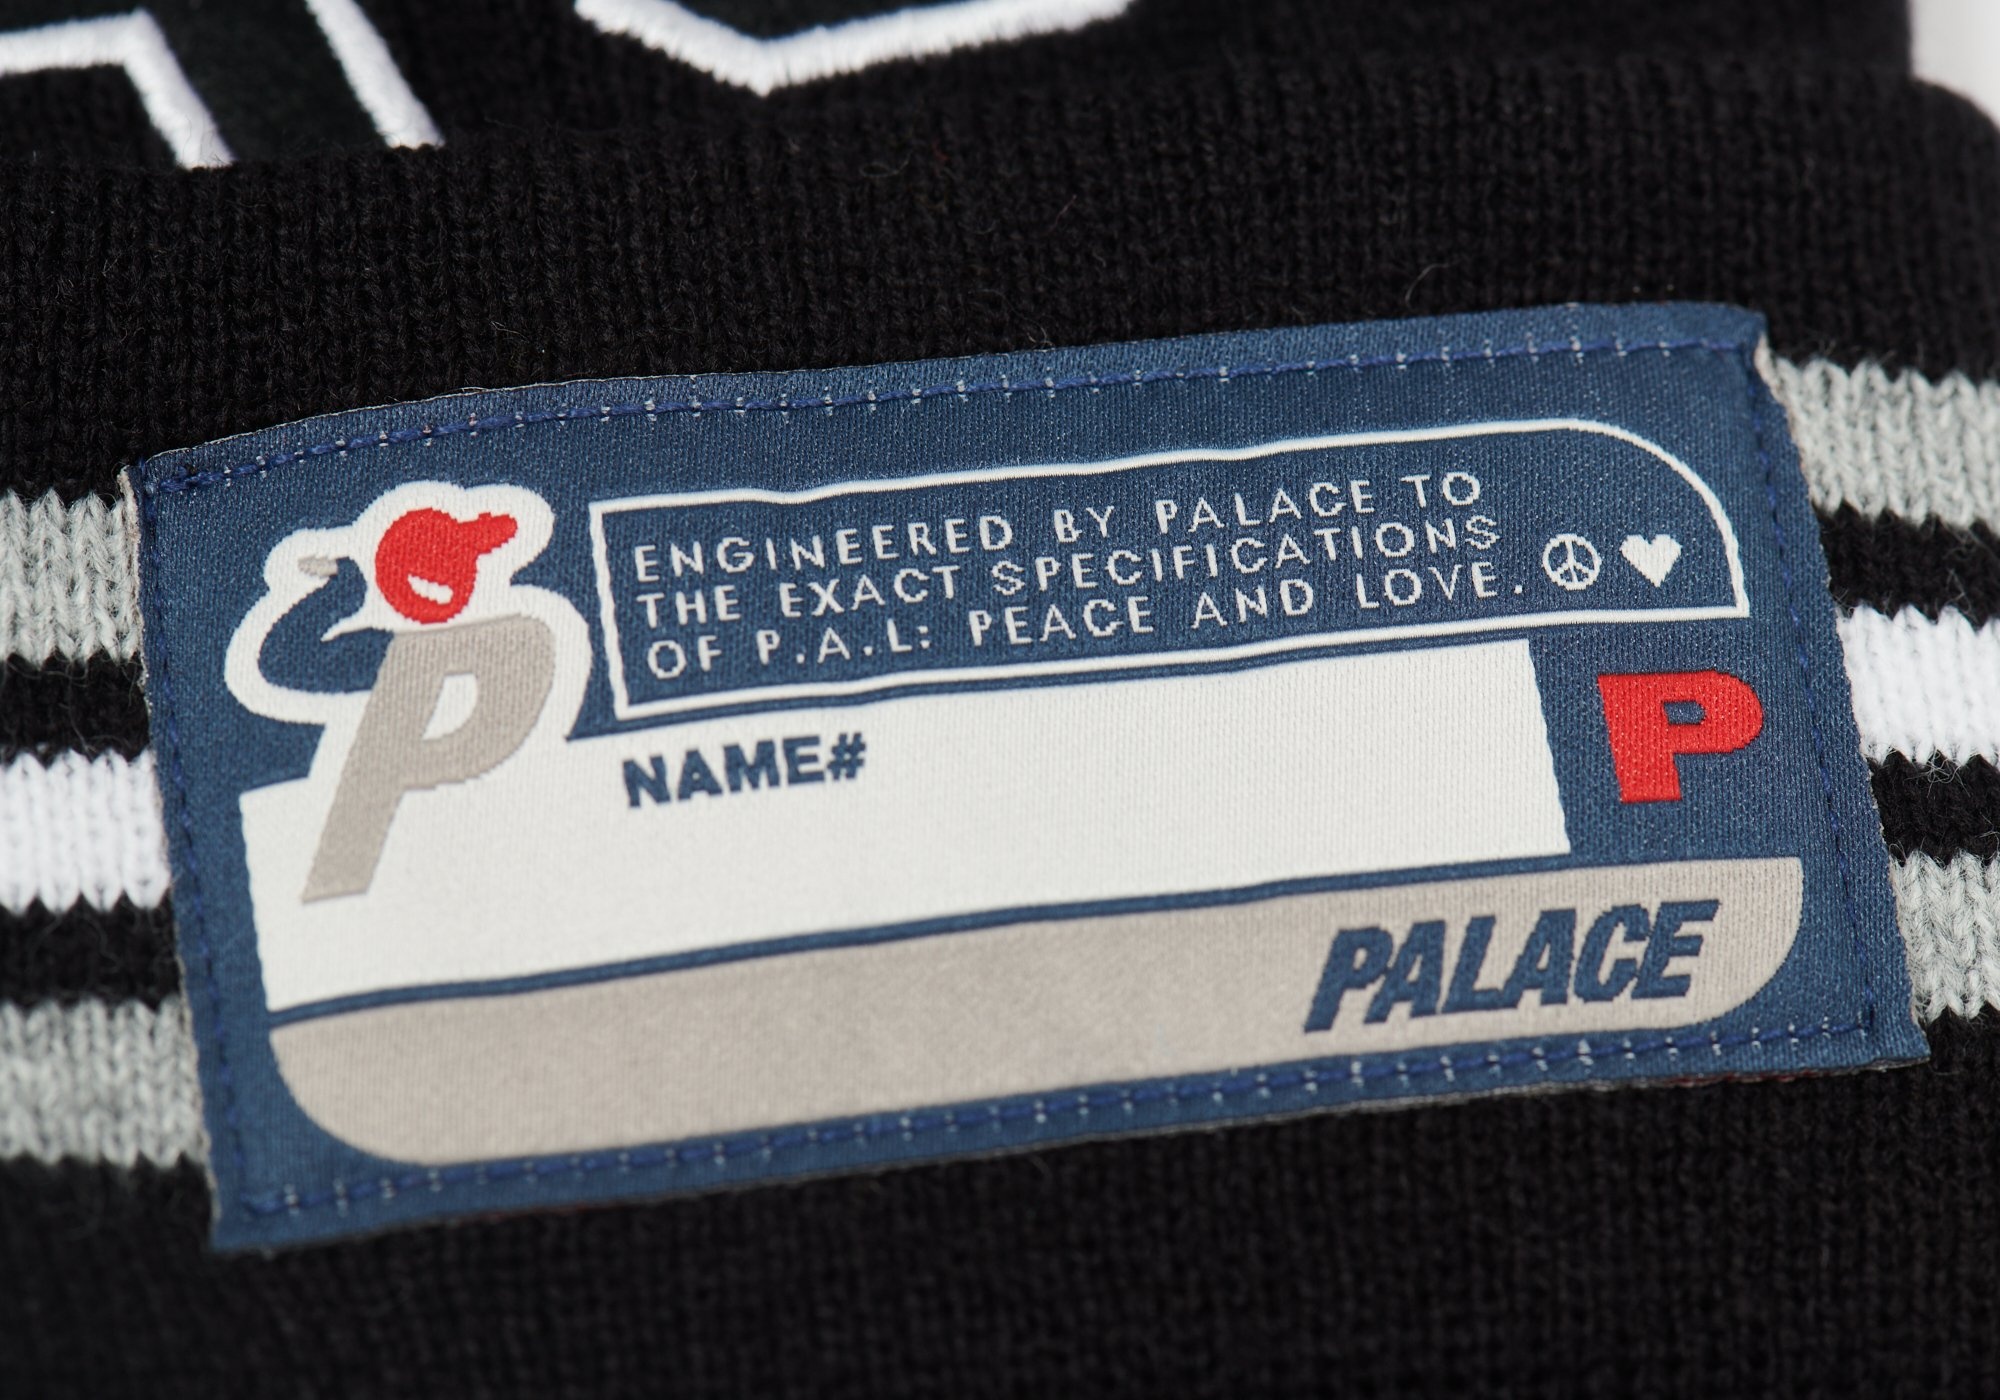 ENGINEERED BY PALACE TO
THE EXACT SPECIFICATIONS
OF P.A.L: PEACE AND LOVE.
P
NAME#
P
PALACE